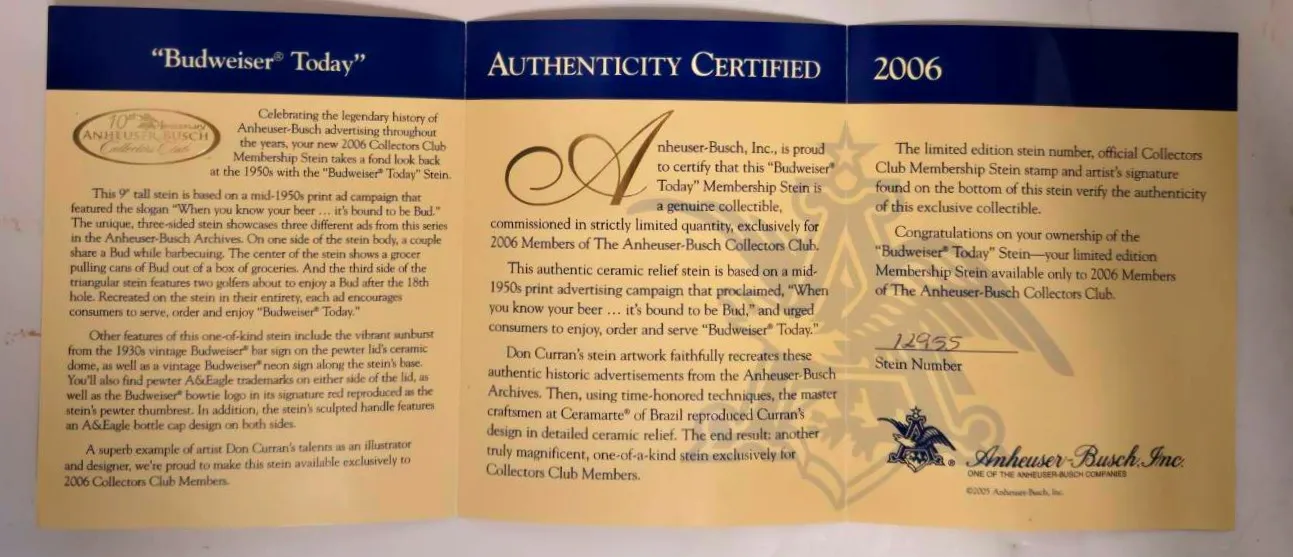 "Budweiser® Today"
10th Anniversary
ANHEUSER-BUSCH
Collectors Club
Celebrating the legendary history of
Anheuser-Busch advertising throughout
the years, your new 2006 Collectors Club
Membership Stein takes a fond look back
at the 1950s with the "Budweiser® Today" Stein.
This 9" tall stein is based on a mid-1950s print ad campaign that
featured the slogan "When you know your beer ... it's bound to be Bud."
The unique, three-sided stein showcases three different ads from this series
in the Anheuser-Busch Archives. On one side of the stein body, a couple
share a Bud while barbecuing. The center of the stein shows a grocer
pulling cans of Bud out of a box of groceries. And the third side of the
triangular stein features two golfers about to enjoy a Bud after the 18th
hole. Recreated on the stein in their entirety, each ad encourages
consumers to serve, order and enjoy "Budweiser® Today."
Other features of this one-of-kind stein include the vibrant sunburst
from the 1930s vintage Budweiser® bar sign on the pewter lid's ceramic
dome, as well as a vintage Budweiser® neon sign along the stein's base.
You'll also find pewter A&Eagle trademarks on either side of the lid, as
well as the Budweiser® bowtie logo in its signature red reproduced as the
stein's pewter thumbrest. In addition, the stein's sculpted handle features
an A&Eagle bottle cap design on both sides.
A superb example of artist Don Curran's talents as an illustrator
and designer, we're proud to make this stein available exclusively to
2006 Collectors Club Members.
AUTHENTICITY CERTIFIED
Anheuser-Busch, Inc., is proud
to certify that this "Budweiser®
Today" Membership Stein is
a genuine collectible,
commissioned in strictly limited quantity, exclusively for
2006 Members of The Anheuser-Busch Collectors Club.
This authentic ceramic relief stein is based on a mid-
1950s print advertising campaign that proclaimed, "When
you know your beer ... it's bound to be Bud," and urged
consumers to enjoy, order and serve "Budweiser® Today."
Don Curran's stein artwork faithfully recreates these
authentic historic advertisements from the Anheuser-Busch
Archives. Then, using time-honored techniques, the master
craftsmen at Ceramarte® of Brazil reproduced Curran's
design in detailed ceramic relief. The end result: another
truly magnificent, one-of-a-kind stein exclusively for
Collectors Club Members.
2006
The limited edition stein number, official Collectors
Club Membership Stein stamp and artist's signature
found on the bottom of this stein verify the authenticity
of this exclusive collectible.
Congratulations on your ownership of the
"Budweiser® Today" Stein—your limited edition
Membership Stein available only to 2006 Members
of The Anheuser-Busch Collectors Club.
12955
Stein Number
Anheuser-Busch, Inc.
ONE OF THE ANHEUSER-BUSCH COMPANIES
©2005 Anheuser-Busch, Inc.